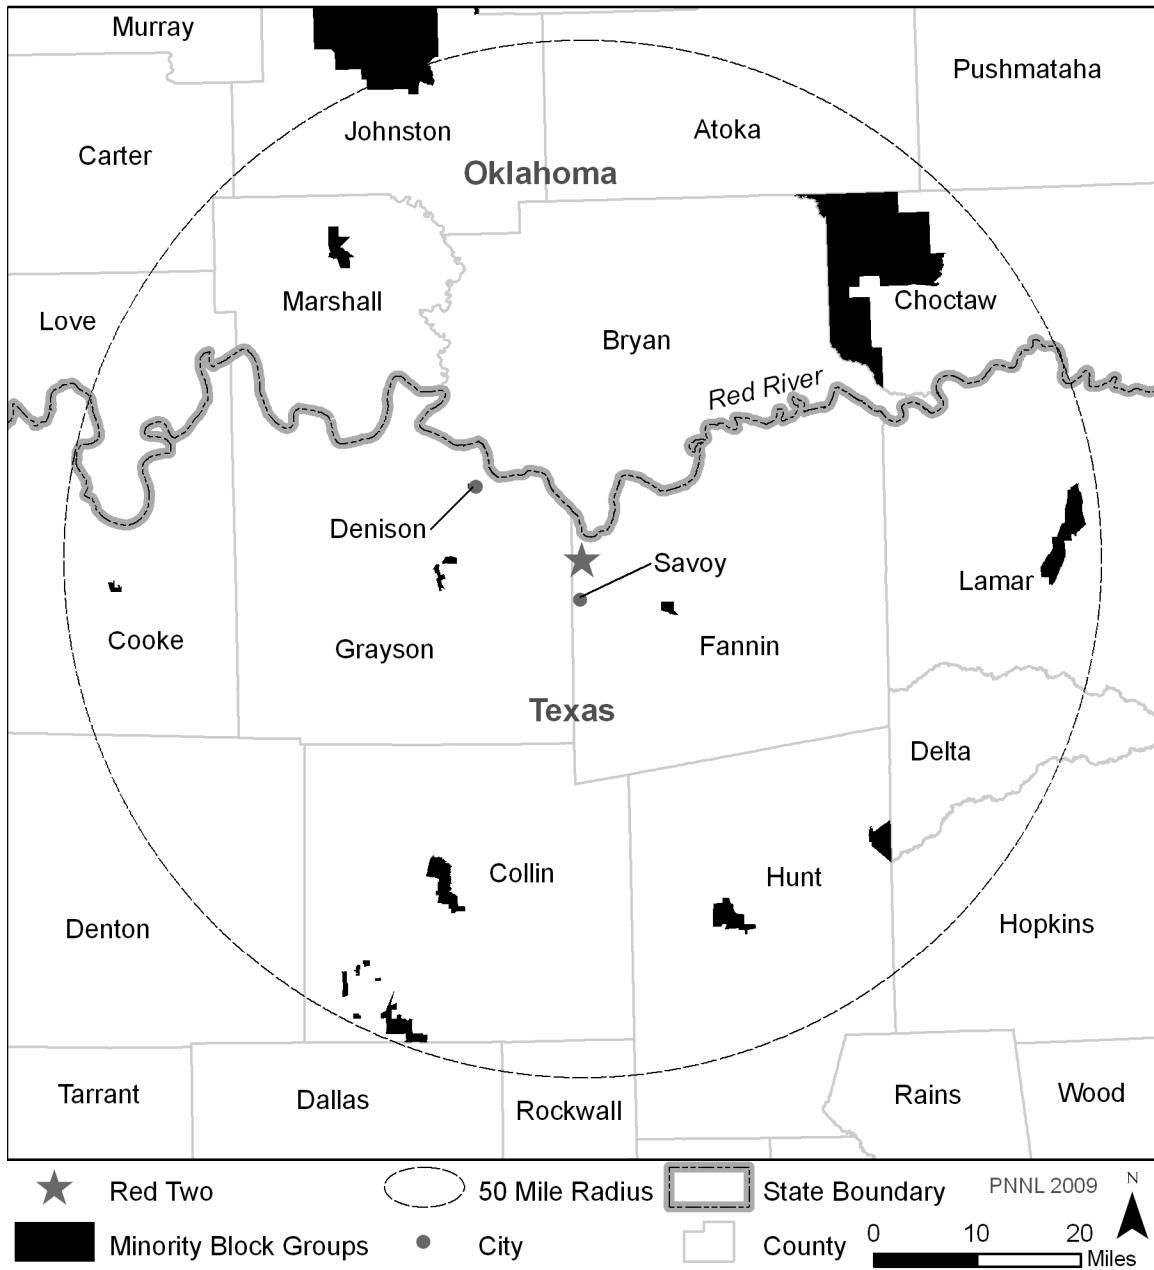 Murray
Pushmataha
Carter
Johnston
Atoka
Oklahoma
Marshall
Choctaw
Love
Bryan
Red River
Denison
Savoy
Lamar
Cooke
Grayson
Fannin
Texas
Delta
Collin
Hunt
Denton
Hopkins
Tarrant
Dallas
Rockwall
Rains
Wood
Red Two
50 Mile Radius
State Boundary
PNNL 2009
N
Minority Block Groups
City
County
0 10 20
Miles